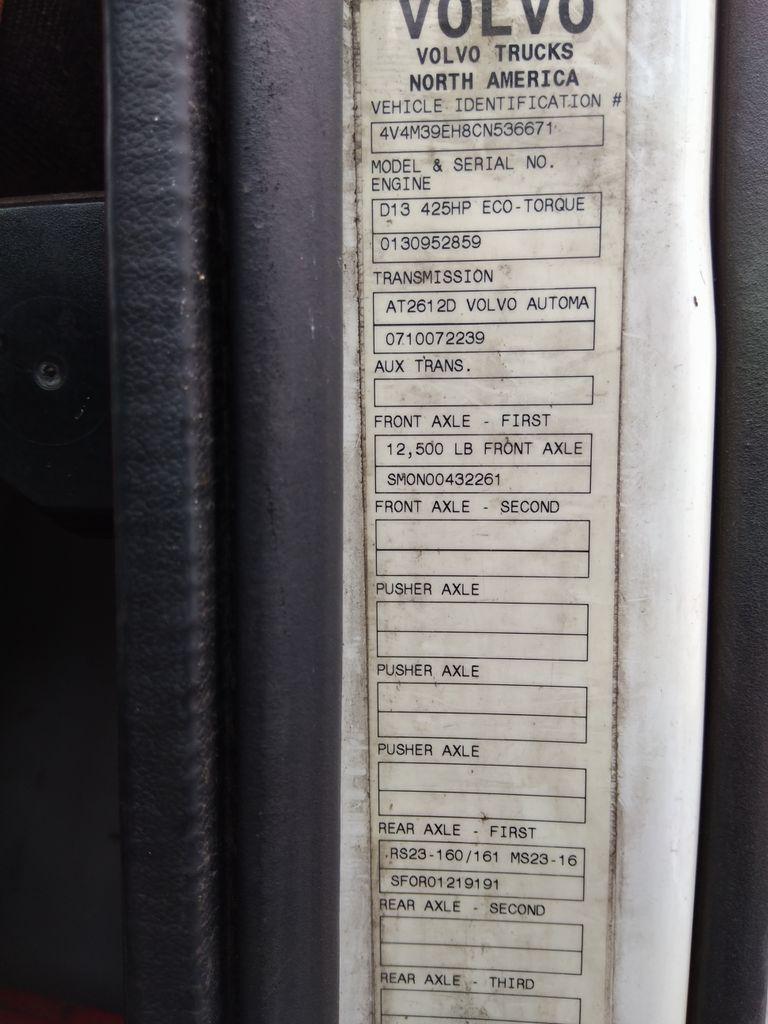 VOLVO
VOLVO TRUCKS
NORTH AMERICA
VEHICLE IDENTIFICATION #
4V4M39EH8CN536671
MODEL & SERIAL NO.
ENGINE
D13 425HP ECO-TORQUE
0130952859
TRANSMISSION
AT2612D VOLVO AUTOMA
0710072239
AUX TRANS.
FRONT AXLE - FIRST
12,500 LB FRONT AXLE
SMON00432261
FRONT AXLE - SECOND
PUSHER AXLE
PUSHER AXLE
PUSHER AXLE
REAR AXLE - FIRST
RS23-160/161 MS23-16
SFOR01219191
REAR AXLE - SECOND
REAR AXLE - THIRD